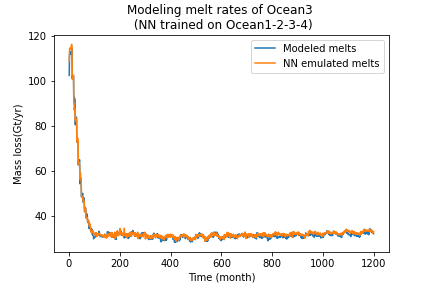 Modeling melt rates of Ocean3
(NN trained on Ocean1-2-3-4)
Modeled melts
NN emulated melts
Mass loss(Gt/yr)
120
100
80
60
40
0
200
400
600
800
1000
1200
Time (month)